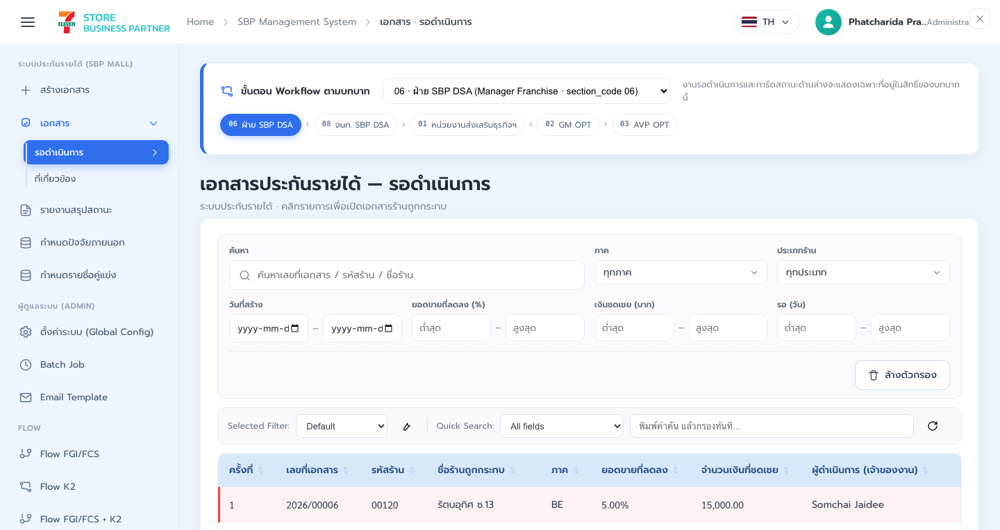 7 ELEVEN
STORE
BUSINESS PARTNER
Home > SBP Management System > เอกสาร · รอดำเนินการ
TH
Phatcharida Pra… Administra
ระบบประกันรายได้ (SBP MALL)
สร้างเอกสาร
เอกสาร
รอดำเนินการ
ที่เกี่ยวข้อง
รายงานสรุปสถานะ
กำหนดปัจจัยภายนอก
กำหนดรายชื่อคู่แข่ง
ผู้ดูแลระบบ (ADMIN)
ตั้งค่าระบบ (Global Config)
Batch Job
Email Template
FLOW
Flow FGI/FCS
Flow K2
Flow FGI/FCS + K2
ขั้นตอน Workflow ตามบทบาท
06 · ฝ่าย SBP DSA (Manager Franchise · section_code 06)
งานรอดำเนินการและการ์ดสถานะด้านล่างจะแสดงเฉพาะที่อยู่ในสิทธิ์ของบทบาท
นี้
06 ฝ่าย SBP DSA > 08 จนท. SBP DSA > 01 หน่วยงานส่งเสริมธุรกิจฯ > 02 GM OPT > 03 AVP OPT
เอกสารประกันรายได้ — รอดำเนินการ
ระบบประกันรายได้ · คลิกรายการเพื่อเปิดเอกสารร้านถูกกระทบ
ค้นหา ภาค ประเภทร้าน
ค้นหาเลขที่เอกสาร / รหัสร้าน / ชื่อร้าน ทุกภาค ทุกประเภท
วันที่สร้าง ยอดขายที่ลดลง (%) เงินชดเชย (บาท) รอ (วัน)
yyyy-mm-d – yyyy-mm-d ต่ำสุด – สูงสุด ต่ำสุด – สูงสุด ต่ำสุด – สูงสุด
ล้างตัวกรอง
Selected Filter: Default Quick Search: All fields พิมพ์คำค้น แล้วกรองทันที...
ครั้งที่ เลขที่เอกสาร รหัสร้าน ชื่อร้านถูกกระทบ ภาค ยอดขายที่ลดลง จำนวนเงินที่ชดเชย ผู้ดำเนินการ (เจ้าของงาน)
1 2026/00006 00120 รัตนอุทิศ ซ.13 BE 5.00% 15,000.00 Somchai Jaidee